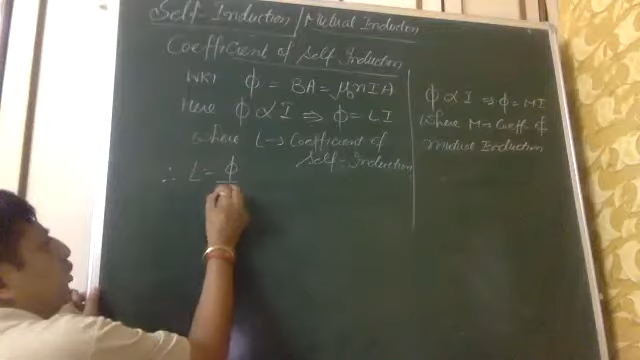 Self-Induction/Mutual Induction
Coefficient of Self Induction
WKT ϕ = BA = μ₀nIA
Here ϕ ∝ I ⇒ ϕ = LI
where L → Coefficient of
Self-Induction
∴ L = ϕ
ϕ ∝ I ⇒ ϕ = MI
where M → Coeff of
mutual Induction